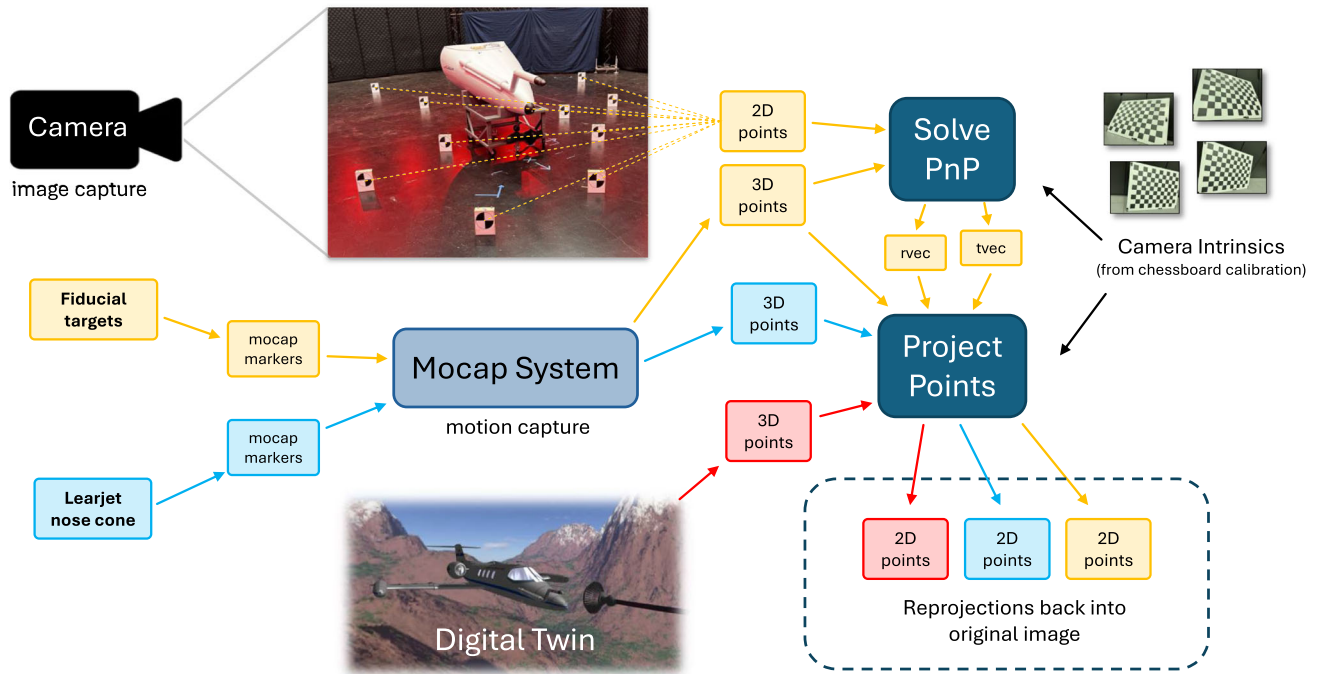 Camera
image capture
2D
points
3D
points
Solve
PnP
rvec
tvec
Camera Intrinsics
(from chessboard calibration)
Fiducial
targets
mocap
markers
Mocap System
motion capture
3D
points
Project
Points
mocap
markers
Learjet
nose cone
3D
points
Digital Twin
2D
points
2D
points
2D
points
Reprojections back into
original image